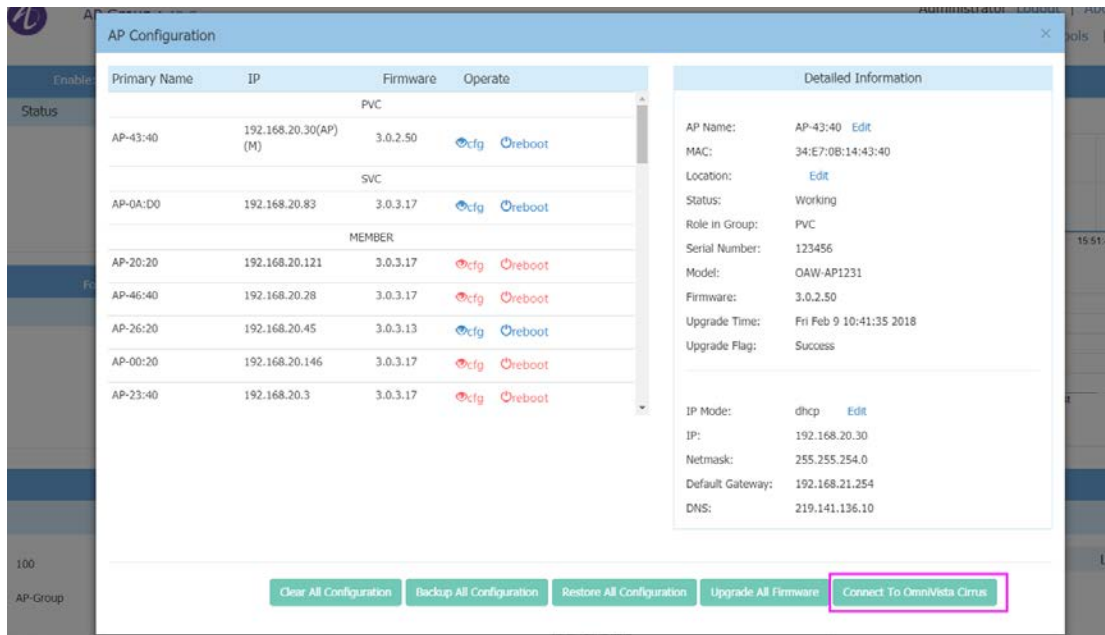 Administrator Logout | Abo
AP Group
AP Configuration ×
ools |
Enable
Status
Primary Name IP Firmware Operate
PVC
AP-43:40 192.168.20.30(AP)(M) 3.0.2.50 cfg reboot
SVC
AP-0A:D0 192.168.20.83 3.0.3.17 cfg reboot
MEMBER
AP-20:20 192.168.20.121 3.0.3.17 cfg reboot
AP-46:40 192.168.20.28 3.0.3.17 cfg reboot
AP-26:20 192.168.20.45 3.0.3.13 cfg reboot
AP-00:20 192.168.20.146 3.0.3.17 cfg reboot
AP-23:40 192.168.20.3 3.0.3.17 cfg reboot
Detailed Information
AP Name: AP-43:40 Edit
MAC: 34:E7:0B:14:43:40
Location: Edit
Status: Working
Role in Group: PVC
Serial Number: 123456
Model: OAW-AP1231
Firmware: 3.0.2.50
Upgrade Time: Fri Feb 9 10:41:35 2018
Upgrade Flag: Success
IP Mode: dhcp Edit
IP: 192.168.20.30
Netmask: 255.255.254.0
Default Gateway: 192.168.21.254
DNS: 219.141.136.10
15:51:
Fo
100
AP-Group
Clear All Configuration Backup All Configuration Restore All Configuration Upgrade All Firmware Connect To OmniVista Cirrus